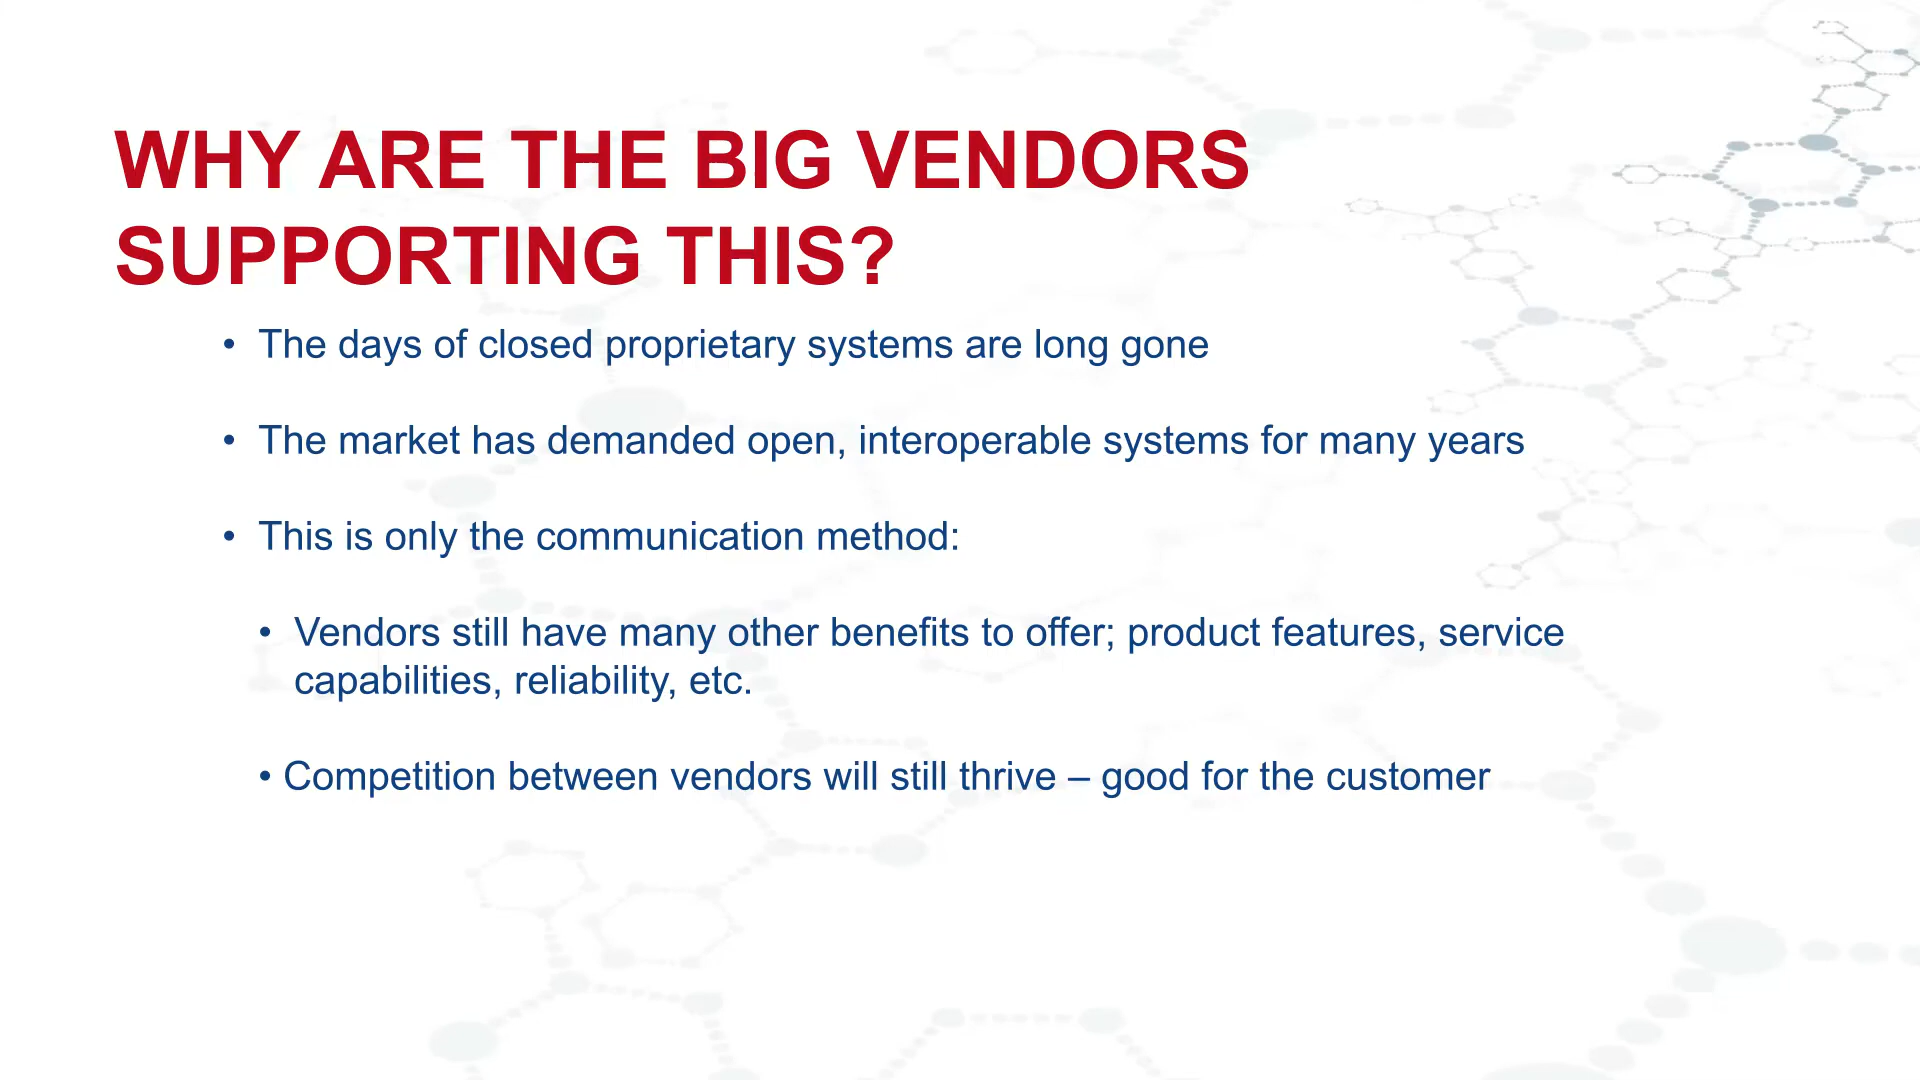 WHY ARE THE BIG VENDORS
SUPPORTING THIS?
• The days of closed proprietary systems are long gone
• The market has demanded open, interoperable systems for many years
• This is only the communication method:
• Vendors still have many other benefits to offer; product features, service
capabilities, reliability, etc.
• Competition between vendors will still thrive – good for the customer